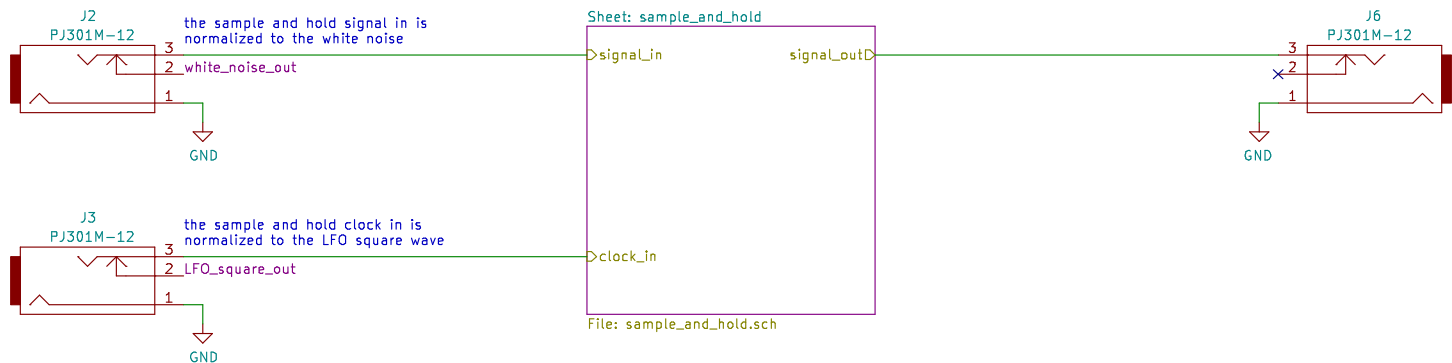 J2
PJ301M-12
the sample and hold signal in is
normalized to the white noise
3
2
white_noise_out
1
GND
Sheet: sample_and_hold
signal_in
signal_out
clock_in
File: sample_and_hold.sch
J6
PJ301M-12
3
2
1
GND
J3
PJ301M-12
the sample and hold clock in is
normalized to the LFO square wave
3
2
LFO_square_out
1
GND